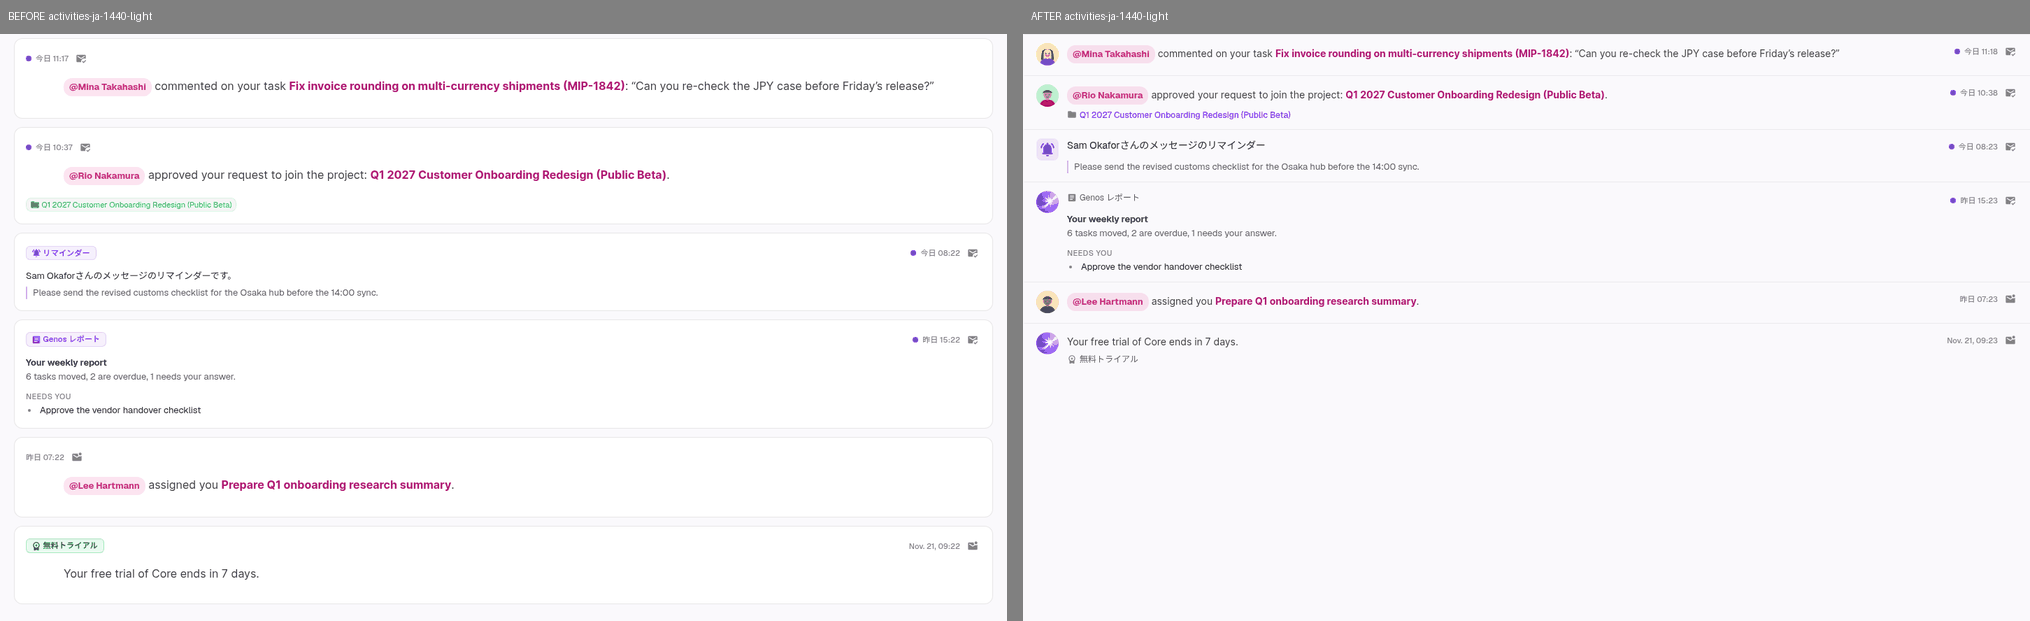 BEFORE activities-ja-1440-light
今日 11:17
@Mina Takahashi commented on your task Fix invoice rounding on multi-currency shipments (MIP-1842): “Can you re-check the JPY case before Friday’s release?”
今日 10:37
@Rio Nakamura approved your request to join the project: Q1 2027 Customer Onboarding Redesign (Public Beta).
Q1 2027 Customer Onboarding Redesign (Public Beta)
リマインダー
今日 08:22
Sam Okaforさんのメッセージのリマインダーです。
Please send the revised customs checklist for the Osaka hub before the 14:00 sync.
Genos レポート
昨日 15:22
Your weekly report
6 tasks moved, 2 are overdue, 1 needs your answer.
NEEDS YOU
• Approve the vendor handover checklist
昨日 07:22
@Lee Hartmann assigned you Prepare Q1 onboarding research summary.
無料トライアル
Nov. 21, 09:22
Your free trial of Core ends in 7 days.
AFTER activities-ja-1440-light
@Mina Takahashi commented on your task Fix invoice rounding on multi-currency shipments (MIP-1842): “Can you re-check the JPY case before Friday’s release?”
今日 11:18
@Rio Nakamura approved your request to join the project: Q1 2027 Customer Onboarding Redesign (Public Beta).
今日 10:38
Q1 2027 Customer Onboarding Redesign (Public Beta)
Sam Okaforさんのメッセージのリマインダー
今日 08:23
Please send the revised customs checklist for the Osaka hub before the 14:00 sync.
Genos レポート
昨日 15:23
Your weekly report
6 tasks moved, 2 are overdue, 1 needs your answer.
NEEDS YOU
• Approve the vendor handover checklist
@Lee Hartmann assigned you Prepare Q1 onboarding research summary.
昨日 07:23
Your free trial of Core ends in 7 days.
Nov. 21, 09:23
無料トライアル